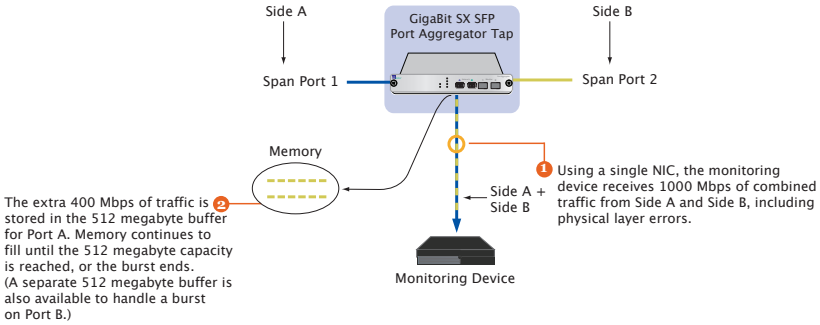 Side A
Side B
GigaBit SX SFP
Port Aggregator Tap
Span Port 1
Span Port 2
Memory
1
Using a single NIC, the monitoring
device receives 1000 Mbps of combined
traffic from Side A and Side B, including
physical layer errors.
Side A +
Side B
2
The extra 400 Mbps of traffic is
stored in the 512 megabyte buffer
for Port A. Memory continues to
fill until the 512 megabyte capacity
is reached, or the burst ends.
(A separate 512 megabyte buffer is
also available to handle a burst
on Port B.)
Monitoring Device